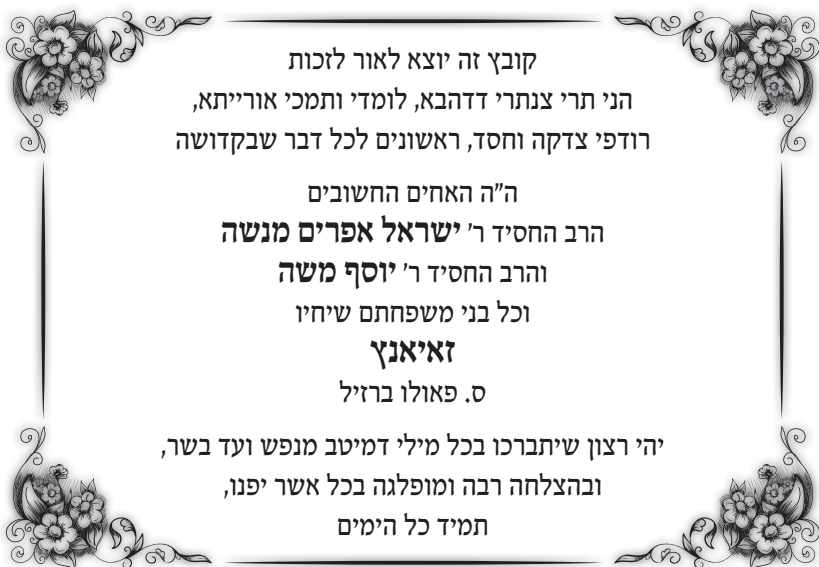 קובץ זה יוצא לאור לזכות
הני תרי צנתרי דדהבא, לומדי ותמכי אורייתא,
רודפי צדקה וחסד, ראשונים לכל דבר שבקדושה
ה"ה האחים החשובים
הרב החסיד ר' ישראל אפרים מנשה
והרב החסיד ר' יוסף משה
וכל בני משפחתם שיחיו
זאיאנץ
ס. פאולו ברזיל
יהי רצון שיתברכו בכל מילי דמיטב מנפש ועד בשר,
ובהצלחה רבה ומופלגה בכל אשר יפנו,
תמיד כל הימים